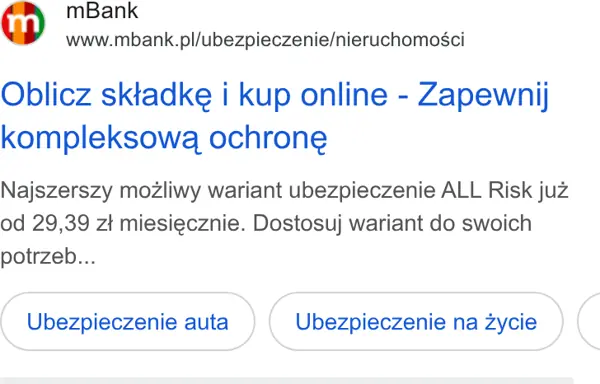 m
mBank
www.mbank.pl/ubezpieczenie/nieruchomości
Oblicz składkę i kup online - Zapewnij
kompleksową ochronę
Najszerszy możliwy wariant ubezpieczenie ALL Risk już
od 29,39 zł miesięcznie. Dostosuj wariant do swoich
potrzeb...
Ubezpieczenie auta
Ubezpieczenie na życie